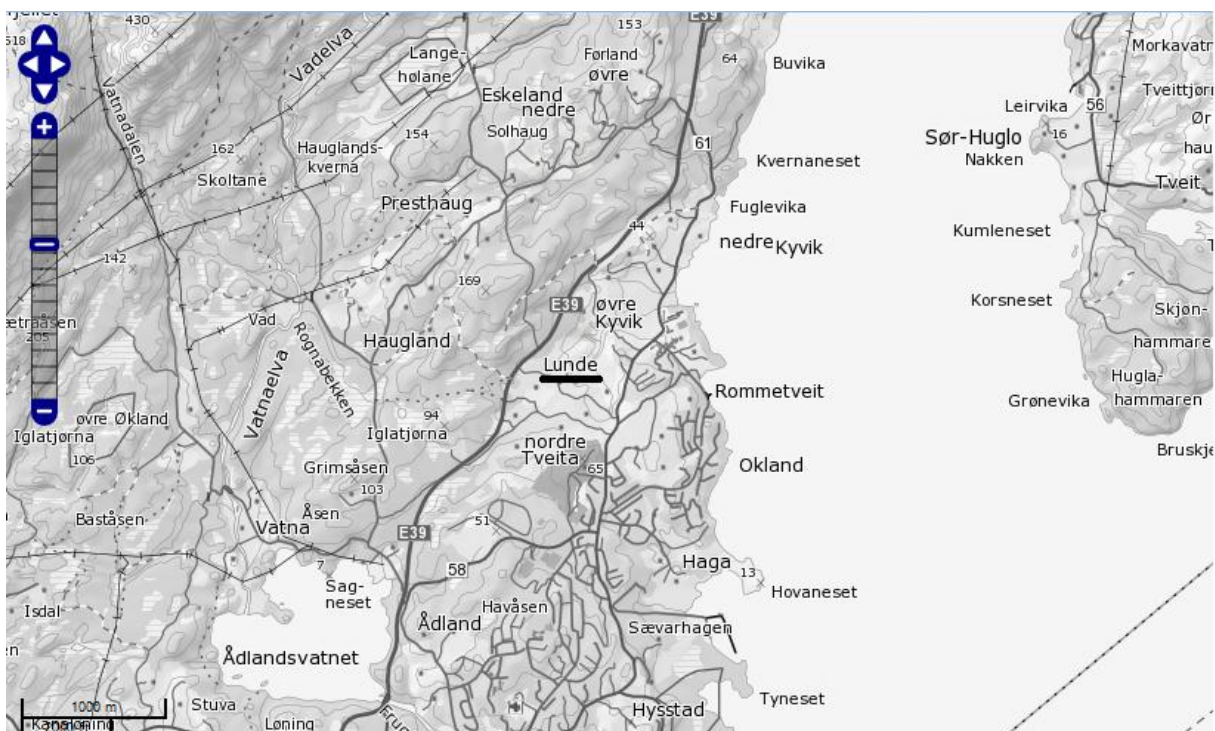 430
153
E39
518
Vadelva
Lange-
hølane
Førland
øvre
64
Buvika
Morkavatn
Vatnadalen
Eskeland
nedre
Leirvika
56
Solhaug
154
16
Sør-Huglo
Nakken
162
Hauglands-
kverna
61
Kvernaneset
Skoltane
Tveit
Presthaug
Fuglevika
44
Kumleneset
nedre Kyvik
142
169
Korsneset
øvre
Kyvik
E39
Skjøn-
hammare
Vad
205
Haugland
Rognabekken
Lunde
Vatnaelva
Hugla-
hammaren
Rommetveit
Grønevika
øvre Økland
94
Iglatjørna
Iglatjørna
nordre
Tveita
106
Grimsåsen
65
Økland
103
Åsen
Baståsen
51
Vatna
E39
7
58
Haga
13
Hovaneset
Sag-
neset
Isdal
Havåsen
Ådland
Sævarhagen
Ådlandsvatnet
Tyneset
Stuva
1000 m
Hysstad
Løning